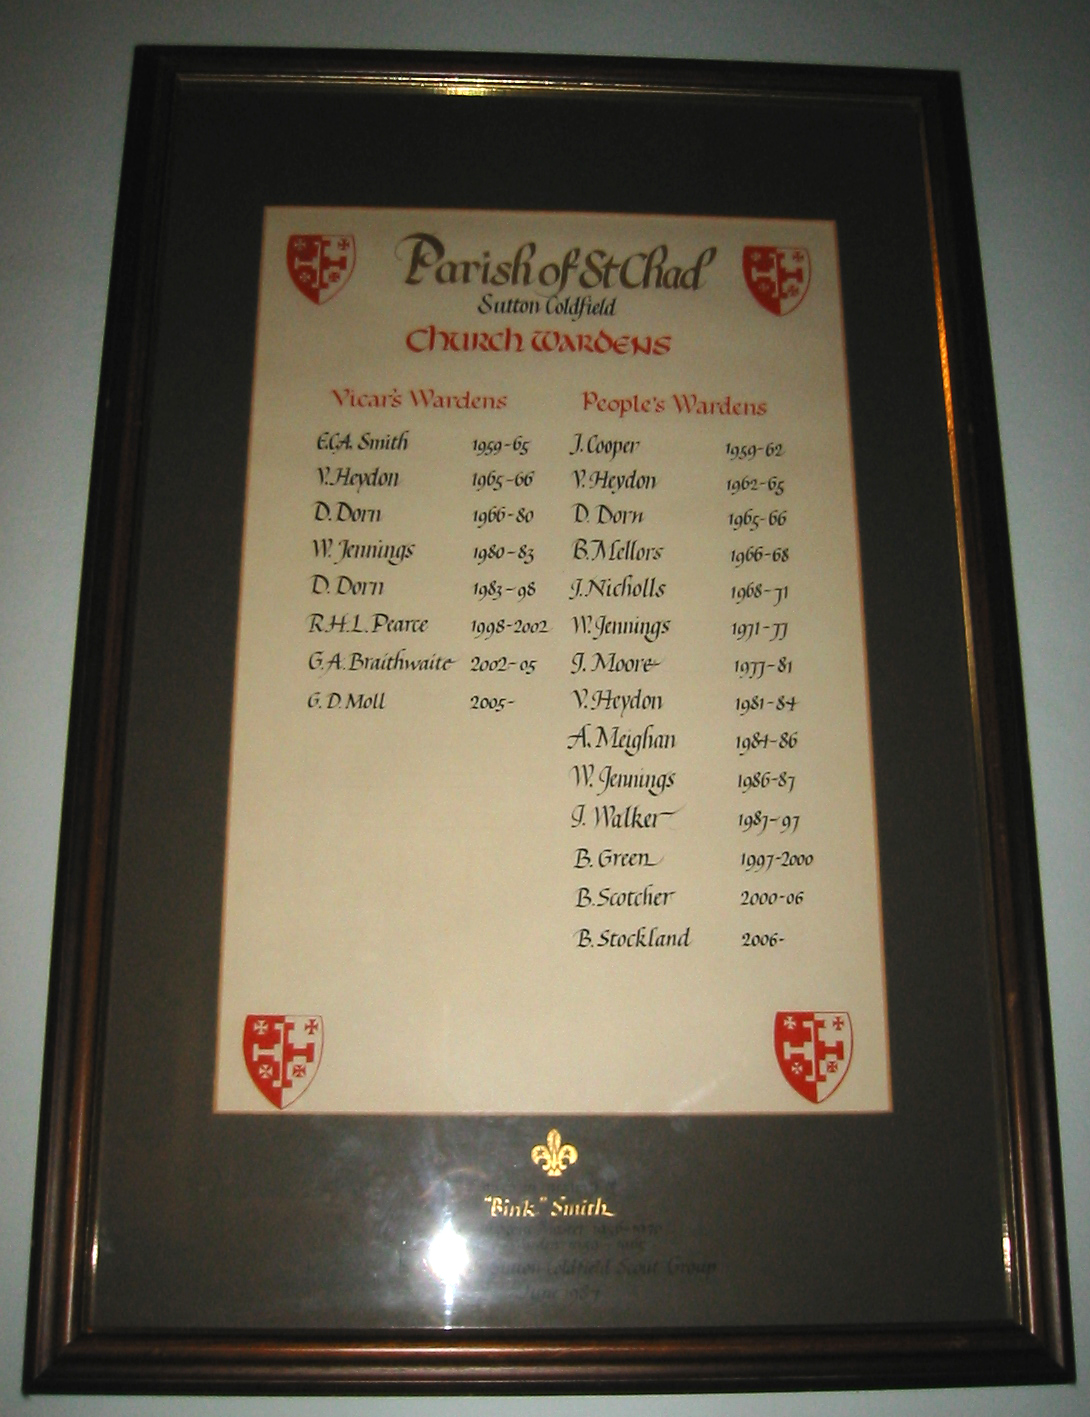 Parish of St Chad
Sutton Coldfield
Church Wardens
Vicar's Wardens
E.C.A. Smith 1959-65
V. Heydon 1965-66
D. Dorn 1966-80
W. Jennings 1980-83
D. Dorn 1983-98
R.H.L. Pearce 1998-2002
G.A. Braithwaite 2002-05
G.D. Moll 2005-
People's Wardens
J. Cooper 1959-62
V. Heydon 1962-65
D. Dorn 1965-66
B. Mellors 1966-68
J. Nicholls 1968-71
W. Jennings 1971-77
J. Moore 1977-81
V. Heydon 1981-84
A. Meighan 1984-86
W. Jennings 1986-87
J. Walker 1987-97
B. Green 1997-2000
B. Scotcher 2000-06
B. Stockland 2006-
"Bink" Smith
Sutton Coldfield Scout Group